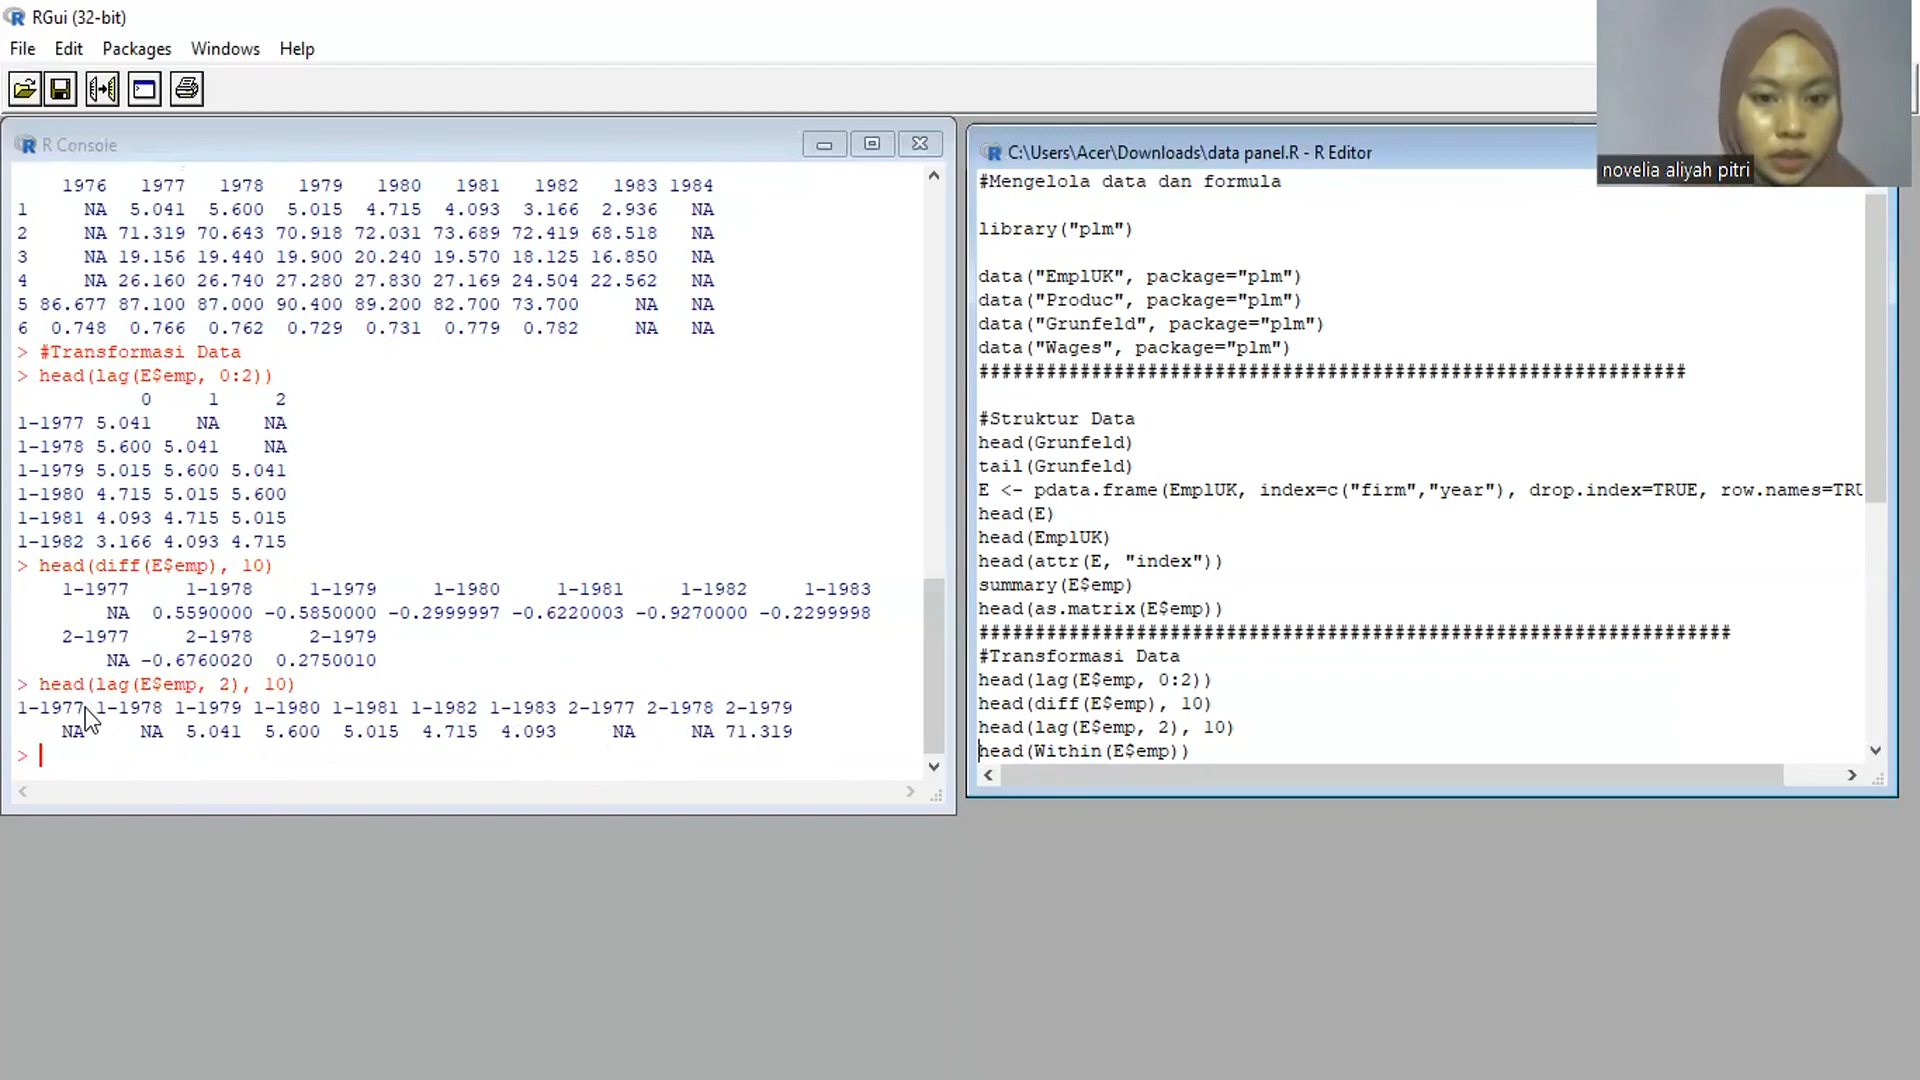 RGui (32-bit)
File Edit Packages Windows Help
R Console
1976 1977 1978 1979 1980 1981 1982 1983 1984
1 NA 5.041 5.600 5.015 4.715 4.093 3.166 2.936 NA
2 NA 71.319 70.643 70.918 72.031 73.689 72.419 68.518 NA
3 NA 19.156 19.440 19.900 20.240 19.570 18.125 16.850 NA
4 NA 26.160 26.740 27.280 27.830 27.169 24.504 22.562 NA
5 86.677 87.100 87.000 90.400 89.200 82.700 73.700 NA NA
6 0.748 0.766 0.762 0.729 0.731 0.779 0.782 NA NA
> #Transformasi Data
> head(lag(E$emp, 0:2))
0 1 2
1-1977 5.041 NA NA
1-1978 5.600 5.041 NA
1-1979 5.015 5.600 5.041
1-1980 4.715 5.015 5.600
1-1981 4.093 4.715 5.015
1-1982 3.166 4.093 4.715
> head(diff(E$emp), 10)
1-1977 1-1978 1-1979 1-1980 1-1981 1-1982 1-1983
NA 0.5590000 -0.5850000 -0.2999997 -0.6220003 -0.9270000 -0.2299998
2-1977 2-1978 2-1979
NA -0.6760020 0.2750010
> head(lag(E$emp, 2), 10)
1-1977 1-1978 1-1979 1-1980 1-1981 1-1982 1-1983 2-1977 2-1978 2-1979
NA NA 5.041 5.600 5.015 4.715 4.093 NA NA 71.319
>
C:\Users\Acer\Downloads\data panel.R - R Editor
#Mengelola data dan formula
library("plm")
data("EmplUK", package="plm")
data("Produc", package="plm")
data("Grunfeld", package="plm")
data("Wages", package="plm")
###############################################################
#Struktur Data
head(Grunfeld)
tail(Grunfeld)
E <- pdata.frame(EmplUK, index=c("firm","year"), drop.index=TRUE, row.names=TRU
head(E)
head(EmplUK)
head(attr(E, "index"))
summary(E$emp)
head(as.matrix(E$emp))
###################################################################
#Transformasi Data
head(lag(E$emp, 0:2))
head(diff(E$emp), 10)
head(lag(E$emp, 2), 10)
head(Within(E$emp))
novelia aliyah pitri